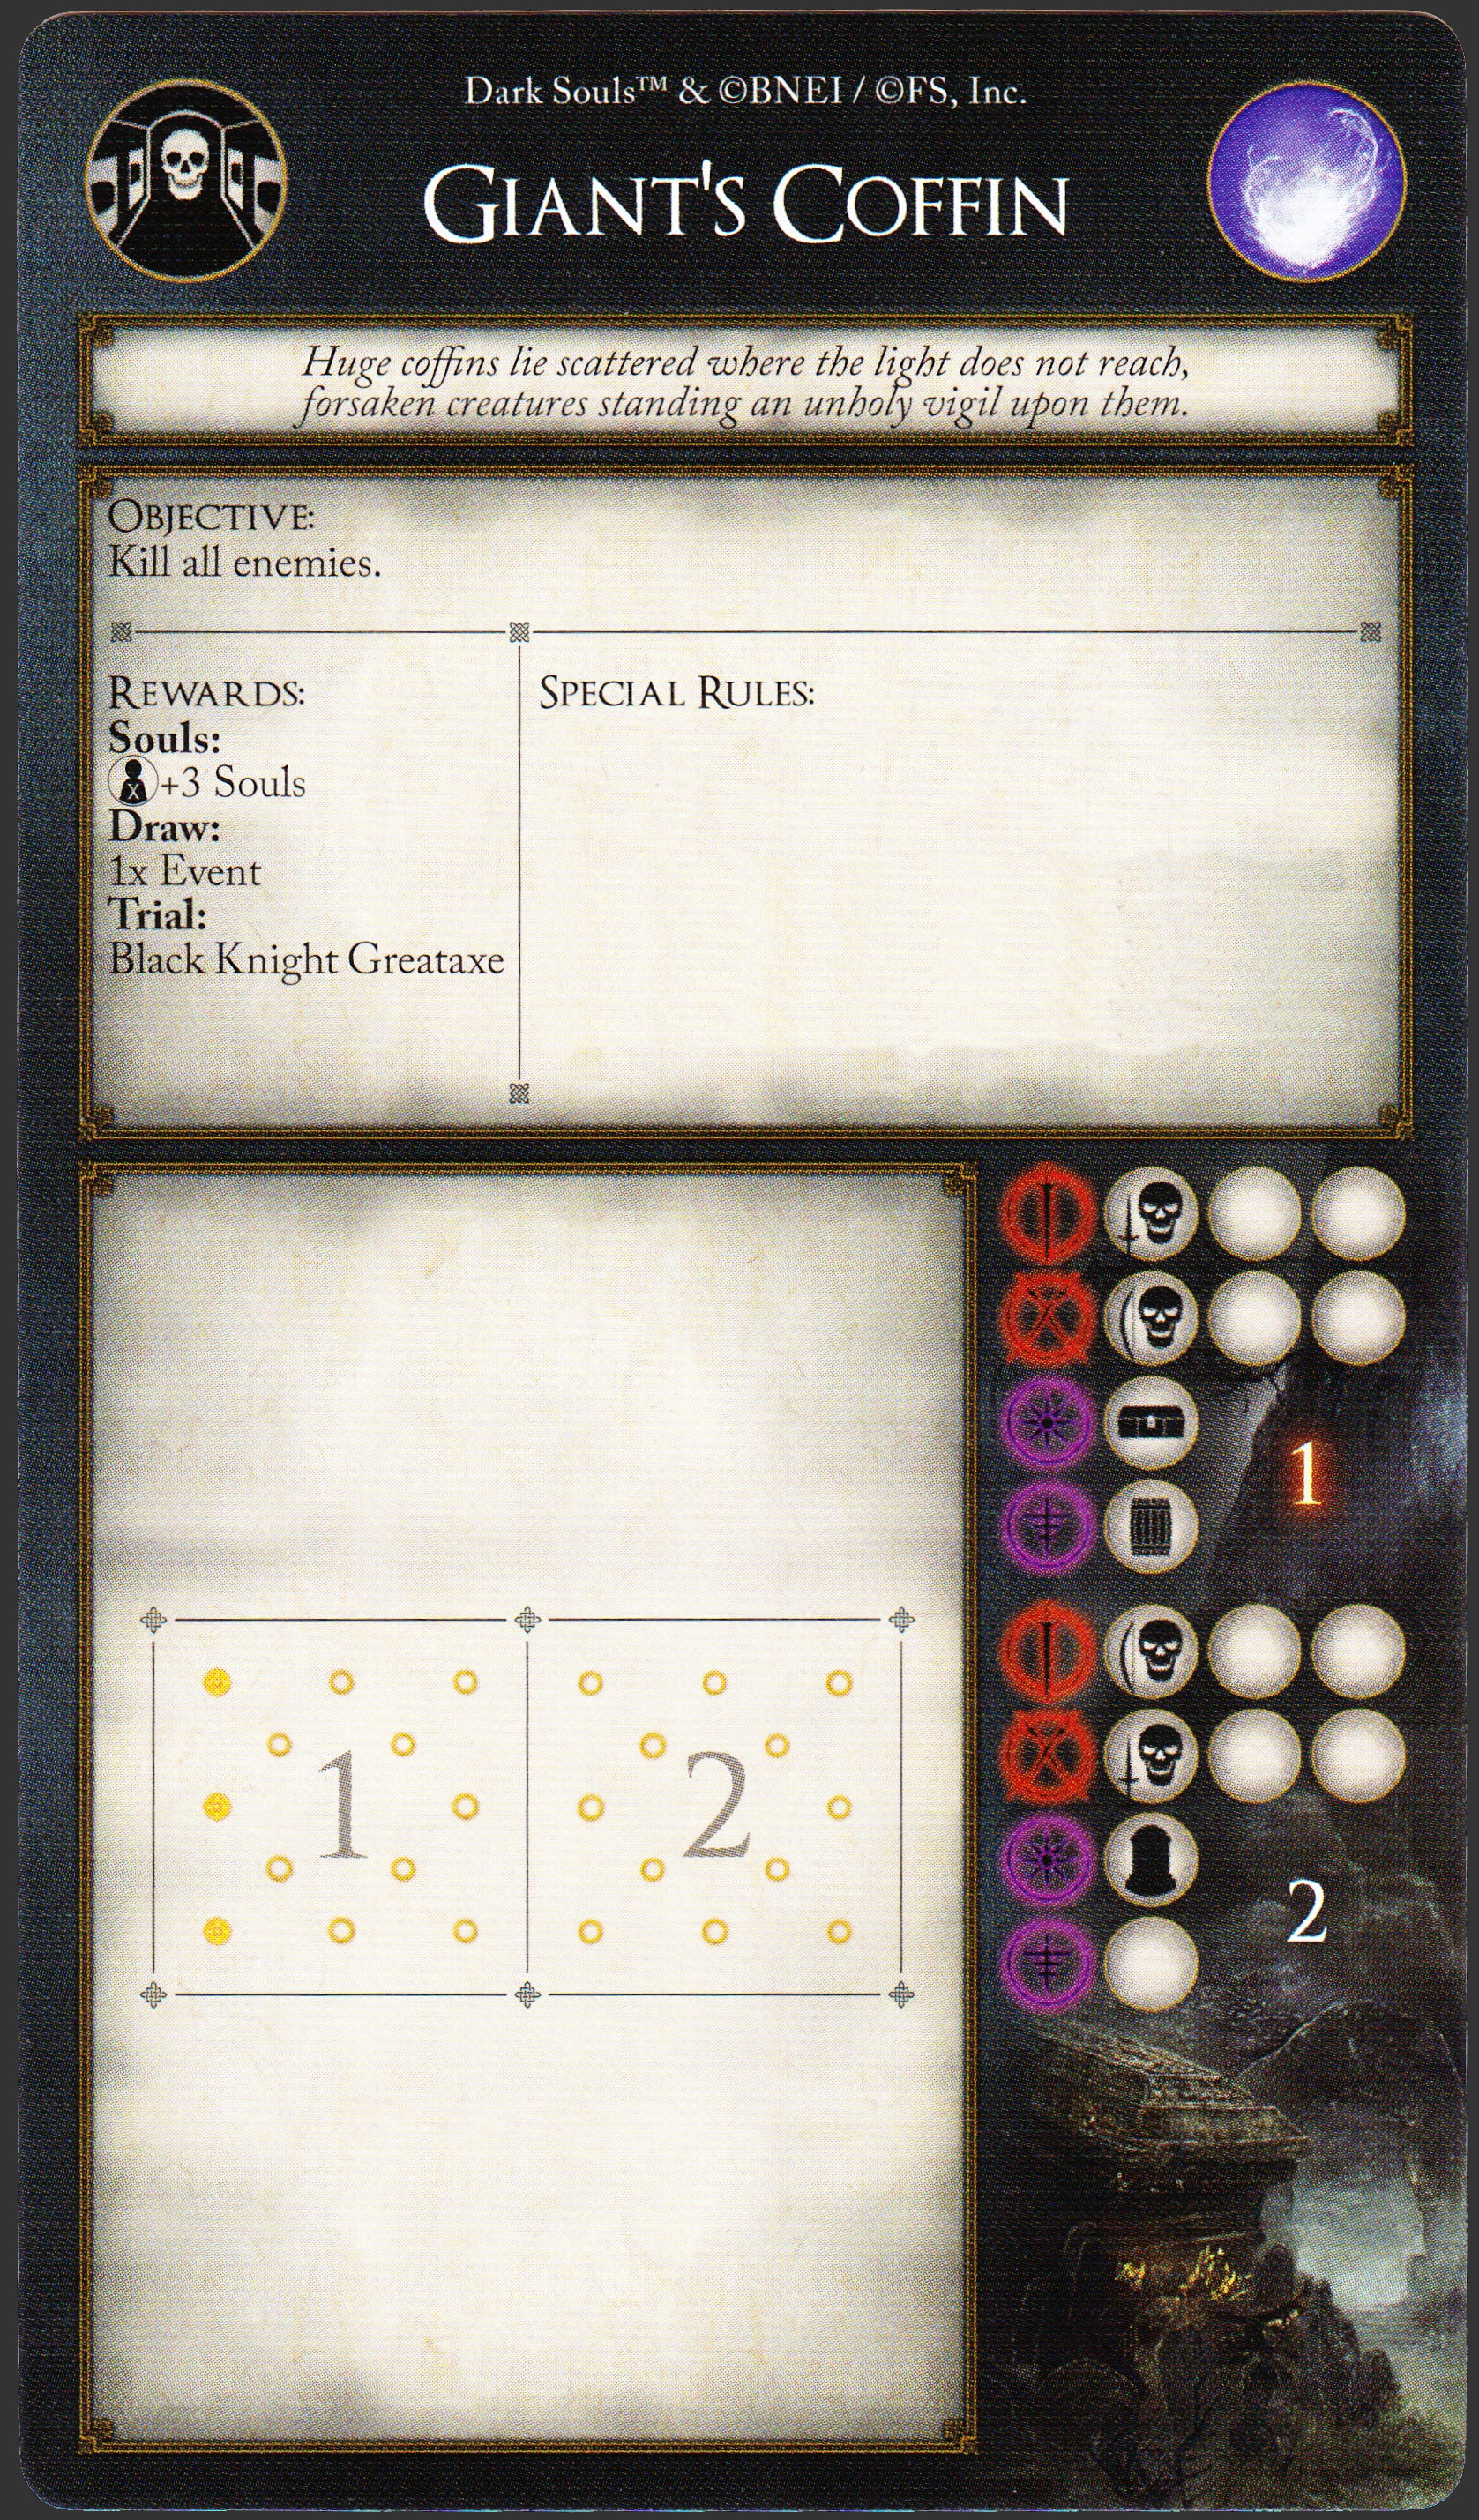 Dark Souls™ & ©BNEI / ©FS, Inc.
GIANT'S COFFIN
Huge coffins lie scattered where the light does not reach,
forsaken creatures standing an unholy vigil upon them.
OBJECTIVE:
Kill all enemies.
REWARDS:
Souls:
X +3 Souls
Draw:
1x Event
Trial:
Black Knight Greataxe
SPECIAL RULES:
1
2
1
2